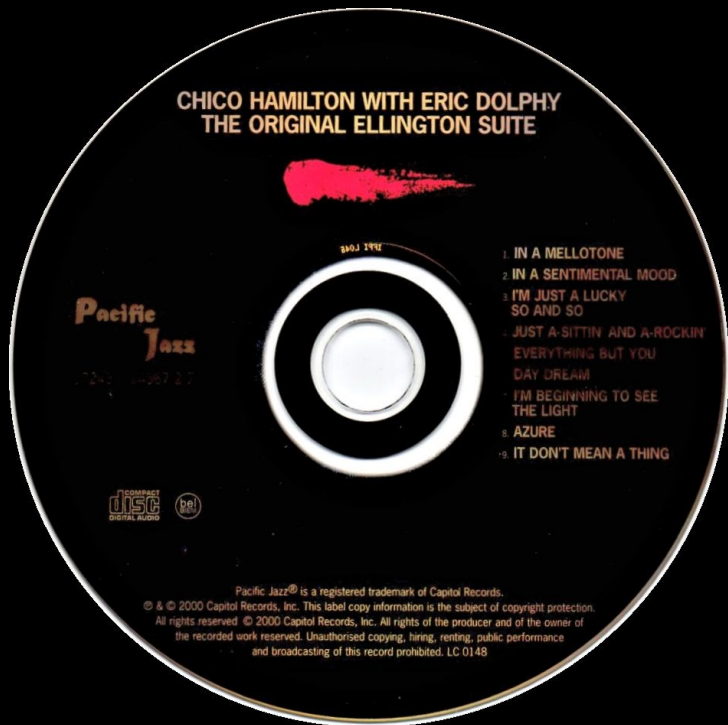 CHICO HAMILTON WITH ERIC DOLPHY
THE ORIGINAL ELLINGTON SUITE
IFPI L046
1. IN A MELLOTONE
2. IN A SENTIMENTAL MOOD
3. I'M JUST A LUCKY
SO AND SO
JUST A-SITTIN' AND A-ROCKIN'
EVERYTHING BUT YOU
DAY DREAM
I'M BEGINNING TO SEE
THE LIGHT
8. AZURE
9. IT DON'T MEAN A THING
Pacific
Jazz
COMPACT
disc
DIGITAL AUDIO
Pacific Jazz® is a registered trademark of Capitol Records.
℗ & © 2000 Capitol Records, Inc. This label copy information is the subject of copyright protection.
All rights reserved © 2000 Capitol Records, Inc. All rights of the producer and of the owner of
the recorded work reserved. Unauthorised copying, hiring, renting, public performance
and broadcasting of this record prohibited. LC 0148